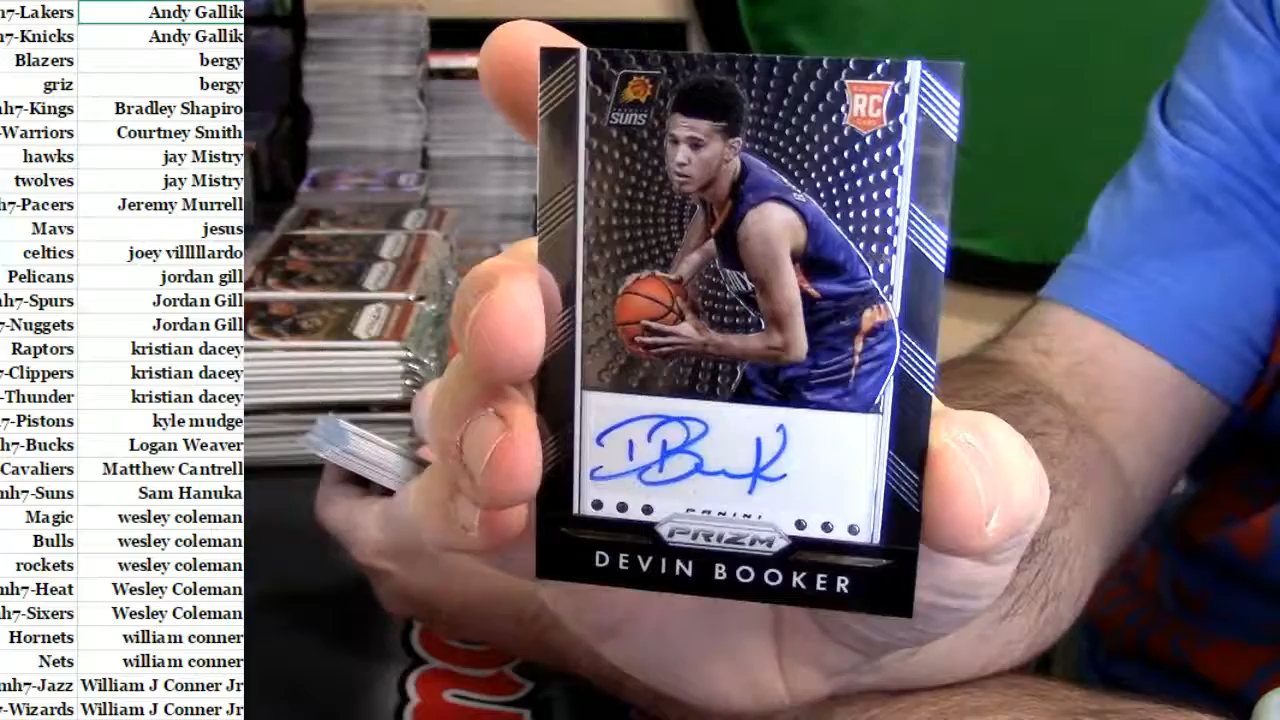 h7-Lakers Andy Gallik
h7-Knicks Andy Gallik
Blazers bergy
griz bergy
nh7-Kings Bradley Shapiro
-Warriors Courtney Smith
hawks jay Mistry
twolves jay Mistry
h7-Pacers Jeremy Murrell
Mavs jesus
celtics joey villlllardo
Pelicans jordan gill
nh7-Spurs Jordan Gill
7-Nuggets Jordan Gill
Raptors kristian dacey
7-Clippers kristian dacey
-Thunder kristian dacey
7-Pistons kyle mudge
h7-Bucks Logan Weaver
Cavaliers Matthew Cantrell
mh7-Suns Sam Hanuka
Magic wesley coleman
Bulls wesley coleman
rockets wesley coleman
mh7-Heat Wesley Coleman
h7-Sixers Wesley Coleman
Hornets william conner
Nets william conner
mh7-Jazz William J Conner Jr
7-Wizards William J Conner Jr
SUNS
RC
PANINI
PRIZM
DEVIN BOOKER